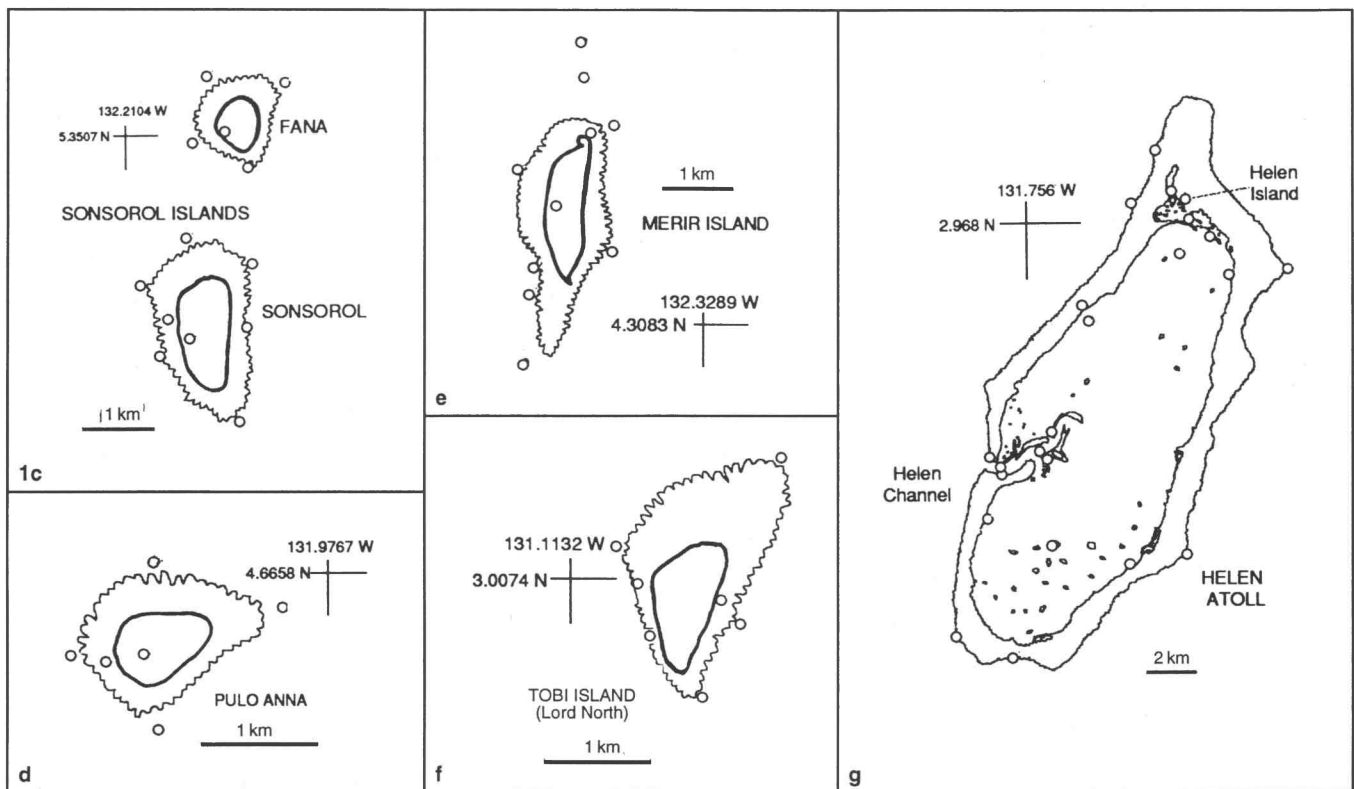 132.2104 W
5.3507 N
FANA
SONSOROL ISLANDS
SONSOROL
1 km
1c
131.9767 W
4.6658 N
PULO ANNA
1 km
d
1 km
MERIR ISLAND
132.3289 W
4.3083 N
e
131.1132 W
3.0074 N
TOBI ISLAND
(Lord North)
1 km
f
Helen
Island
131.756 W
2.968 N
Helen
Channel
HELEN
ATOLL
2 km
g